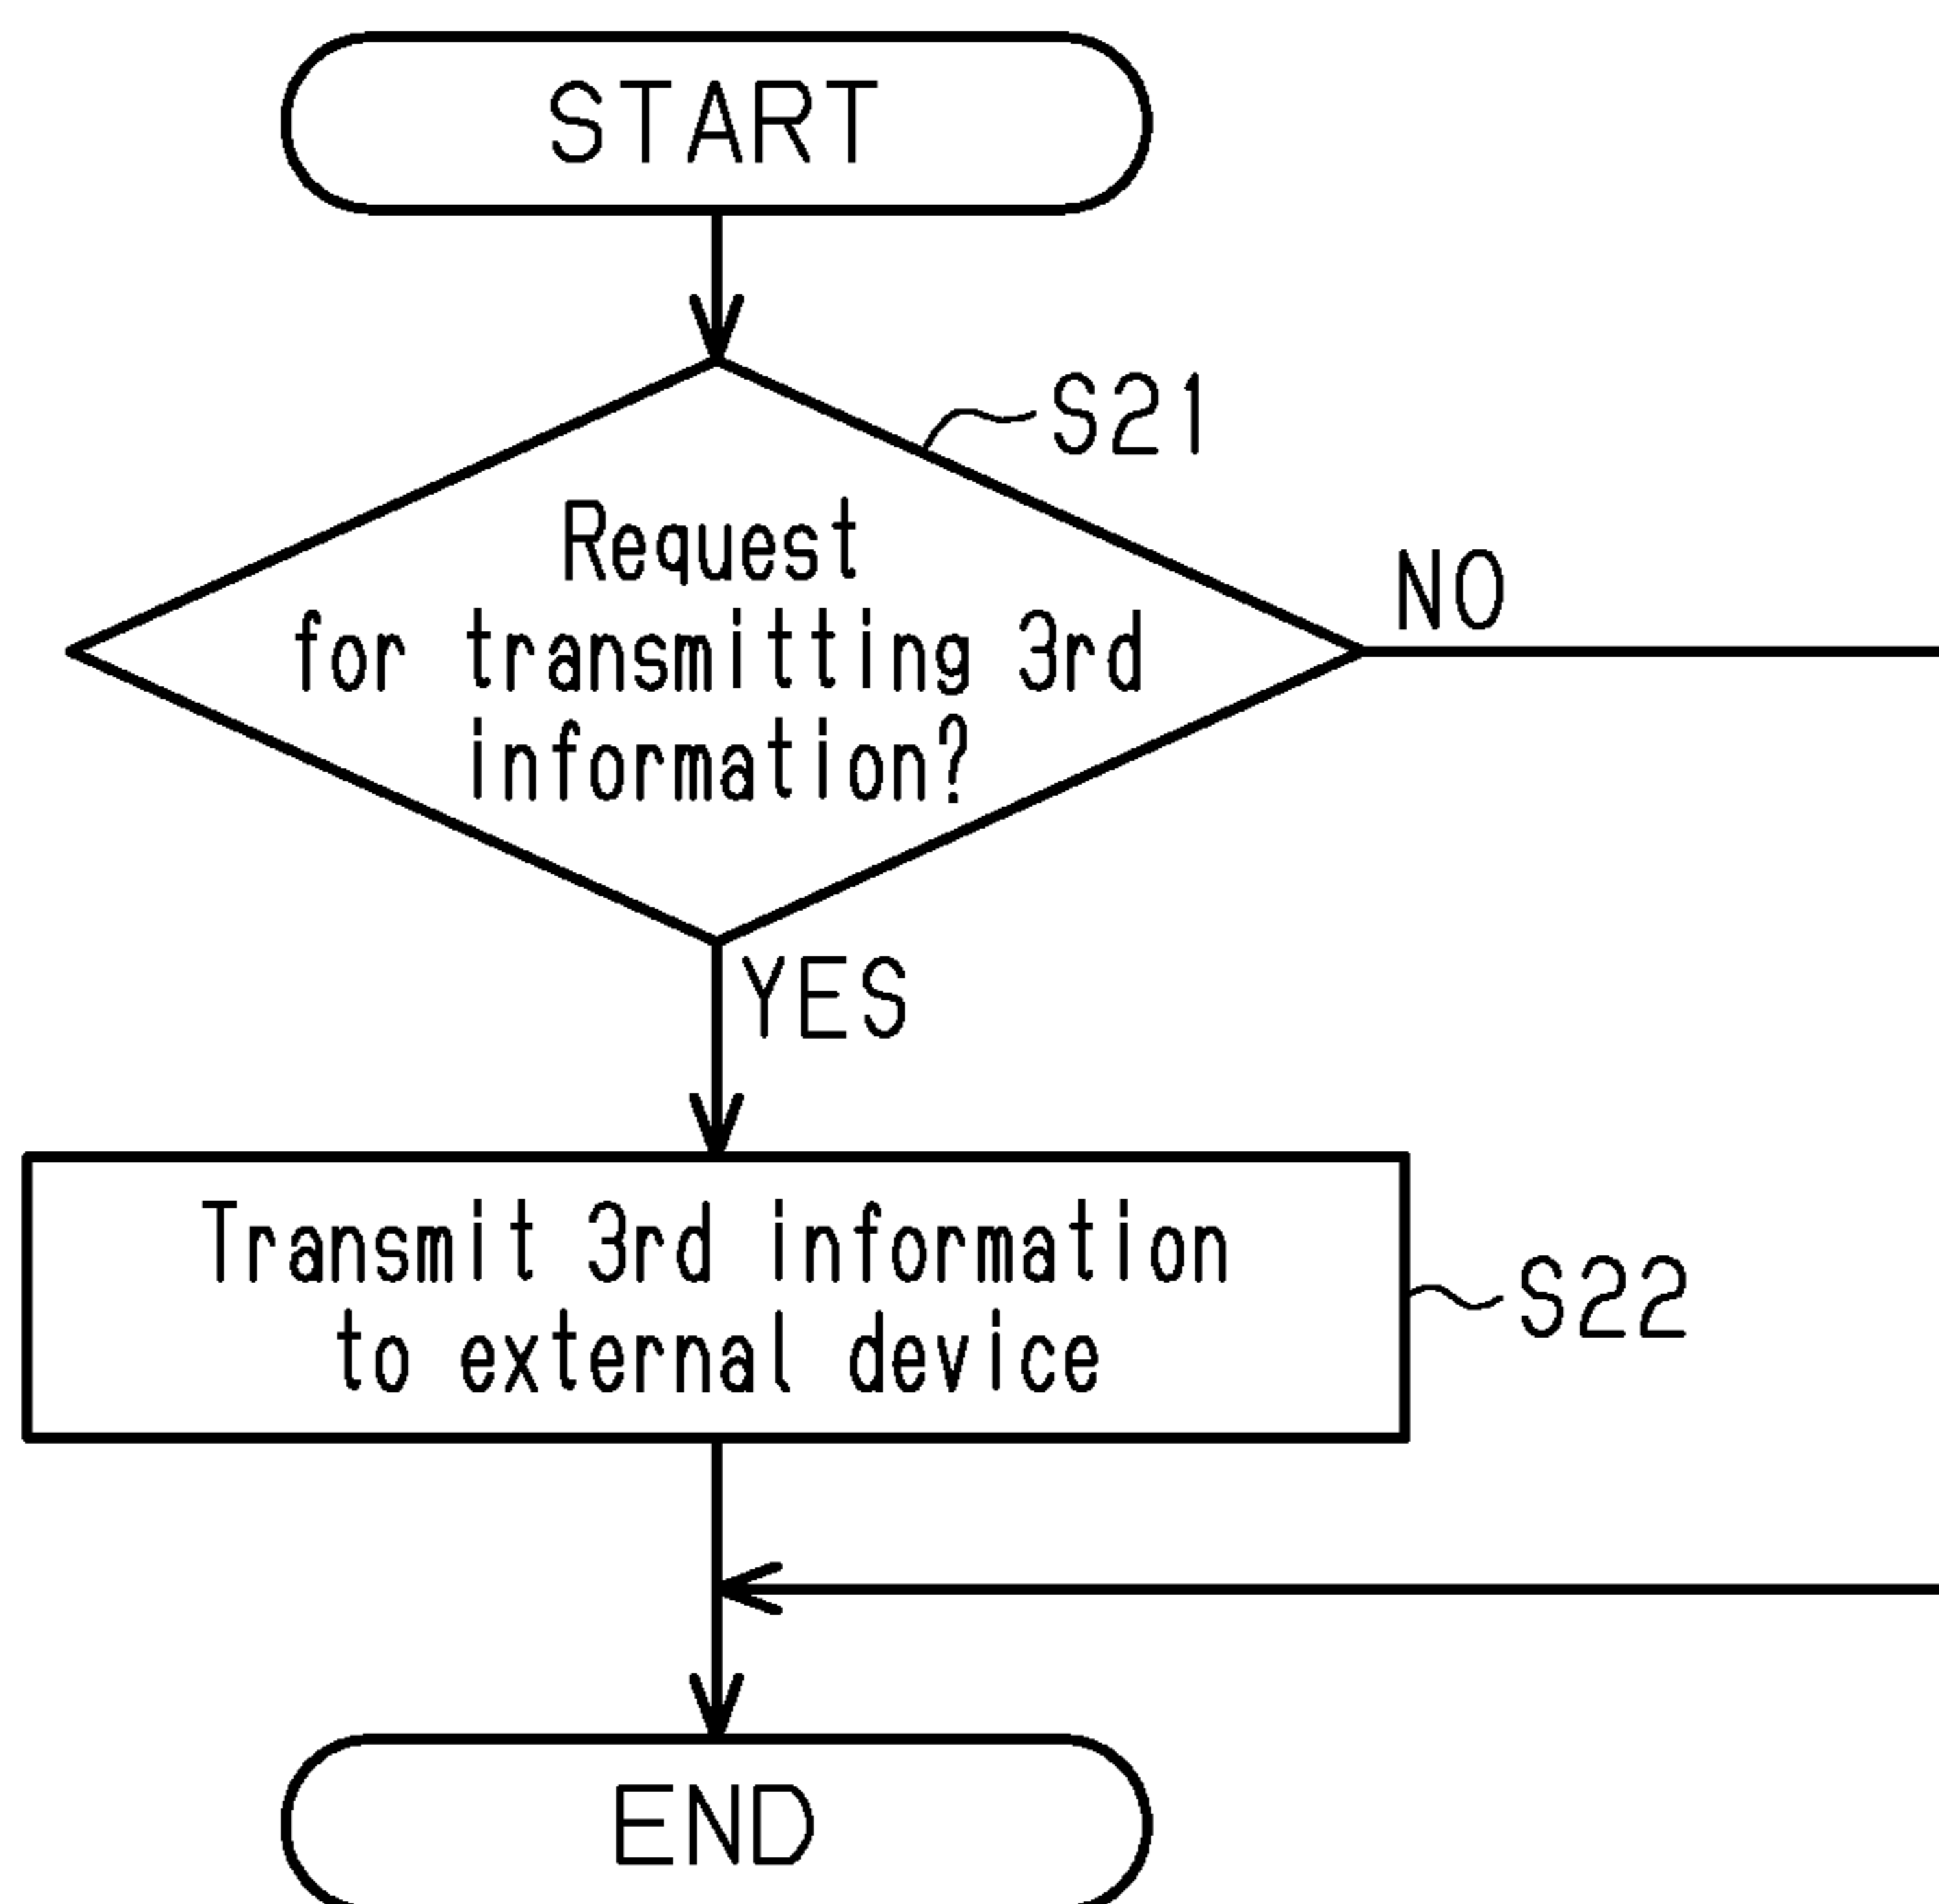 START
S21
Request
for transmitting 3rd
information?
NO
YES
Transmit 3rd information
to external device
S22
END